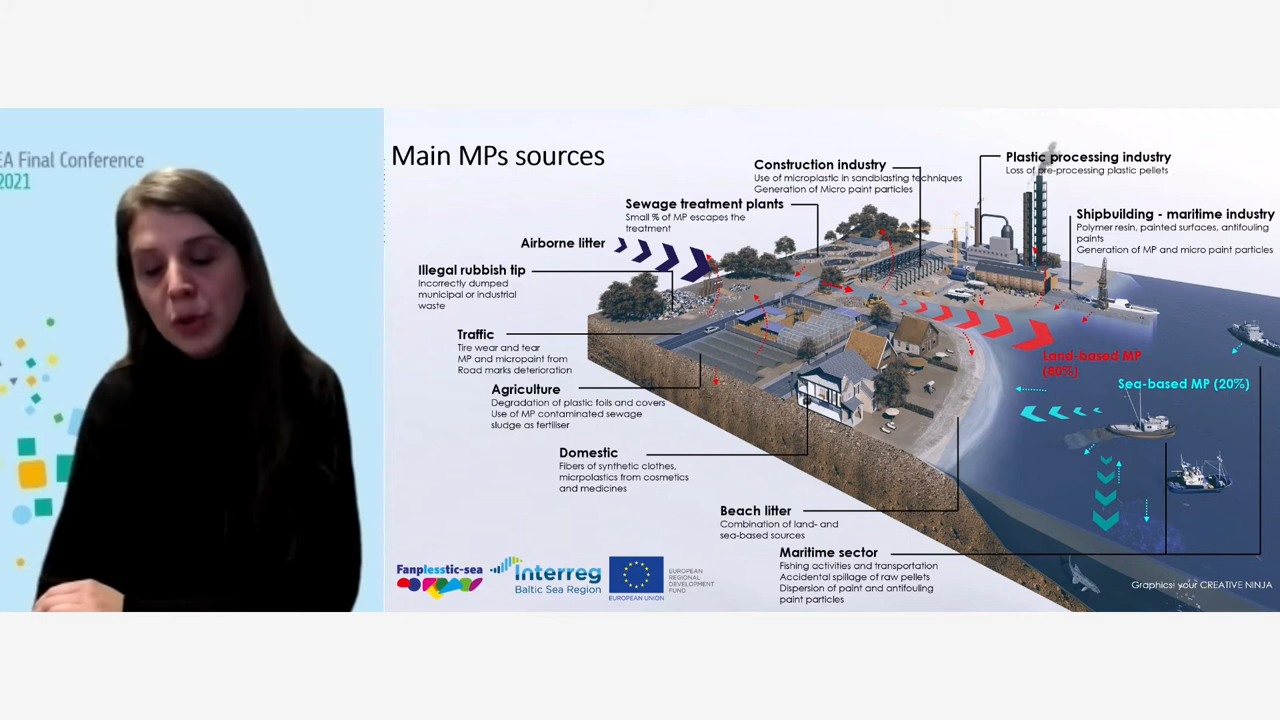 EA Final Conference
2021
Main MPs sources
Construction industry
Use of microplastic in sandblasting techniques
Generation of Micro paint particles
Plastic processing industry
Loss of pre-processing plastic pellets
Sewage treatment plants
Small % of MP escapes the
treatment
Shipbuilding - maritime industry
Polymer resin, painted surfaces, antifouling
paints
Generation of MP and micro paint particles
Airborne litter
Illegal rubbish tip
Incorrectly dumped
municipal or industrial
waste
Traffic
Tire wear and tear
MP and micropaint from
Road marks deterioration
Land-based MP
(80%)
Sea-based MP (20%)
Agriculture
Degradation of plastic foils and covers
Use of MP contaminated sewage
sludge as fertiliser
Domestic
Fibers of synthetic clothes,
micrpolastics from cosmetics
and medicines
Beach litter
Combination of land- and
sea-based sources
Maritime sector
Fishing activities and transportation
Accidental spillage of raw pellets
Dispersion of paint and antifouling
paint particles
Fanplesstic-sea
Interreg
Baltic Sea Region
EUROPEAN UNION
EUROPEAN
REGIONAL
DEVELOPMENT
FUND
Graphics: your CREATIVE NINJA